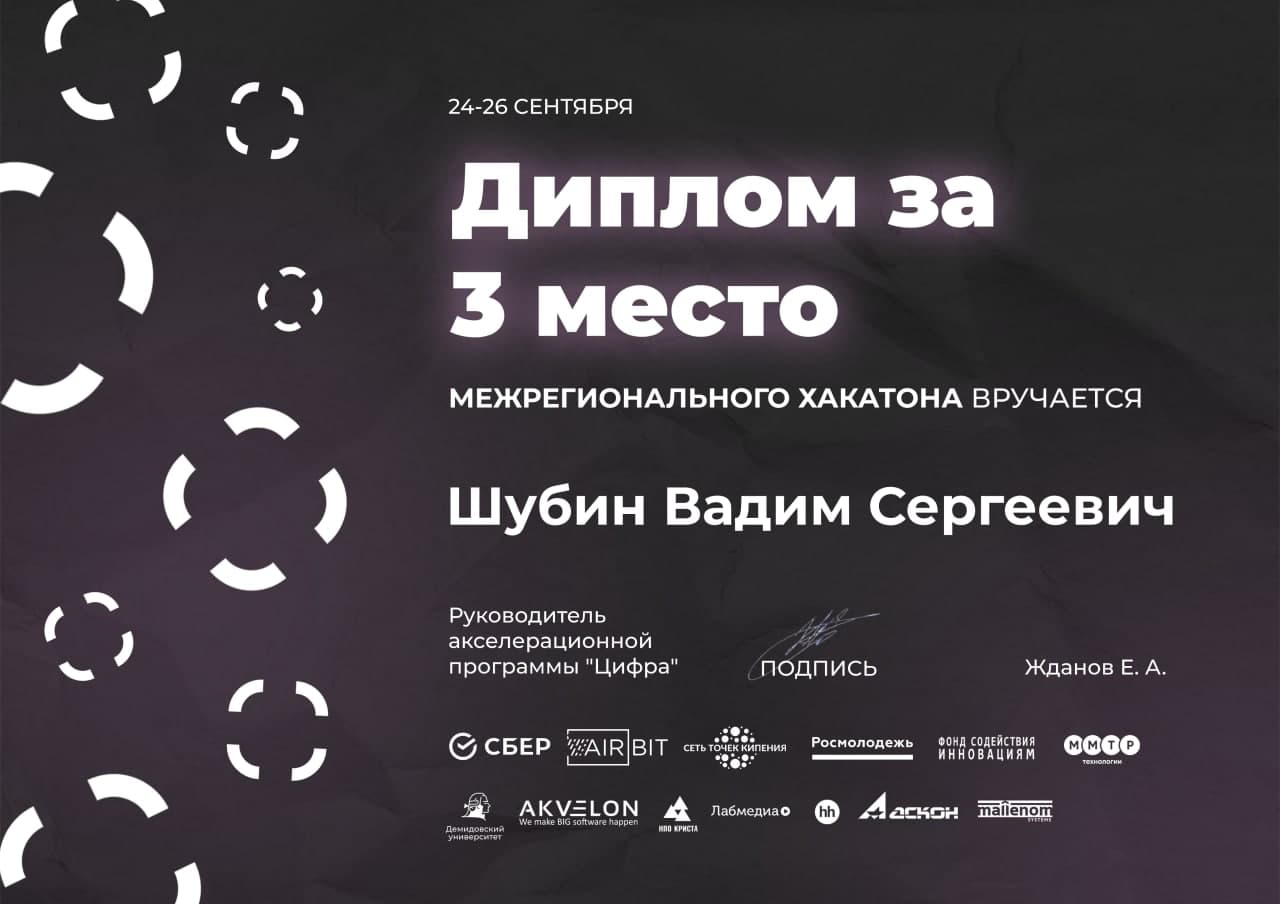 24-26 СЕНТЯБРЯ
Диплом за
3 место
МЕЖРЕГИОНАЛЬНОГО ХАКАТОНА ВРУЧАЕТСЯ
Шубин Вадим Сергеевич
Руководитель
акселерационной
программы "Цифра"
ПОДПИСЬ
Жданов Е. А.
СБЕР
AIRBIT
СЕТЬ ТОЧЕК КИПЕНИЯ
Росмолодежь
ФОНД СОДЕЙСТВИЯ
ИННОВАЦИЯМ
ММТР
технологии
Демидовский
университет
AKVELON
We make BIG software happen
НПО КРИСТА
Лабмедиа
hh
АСКОН
mallenom
SYSTEMS